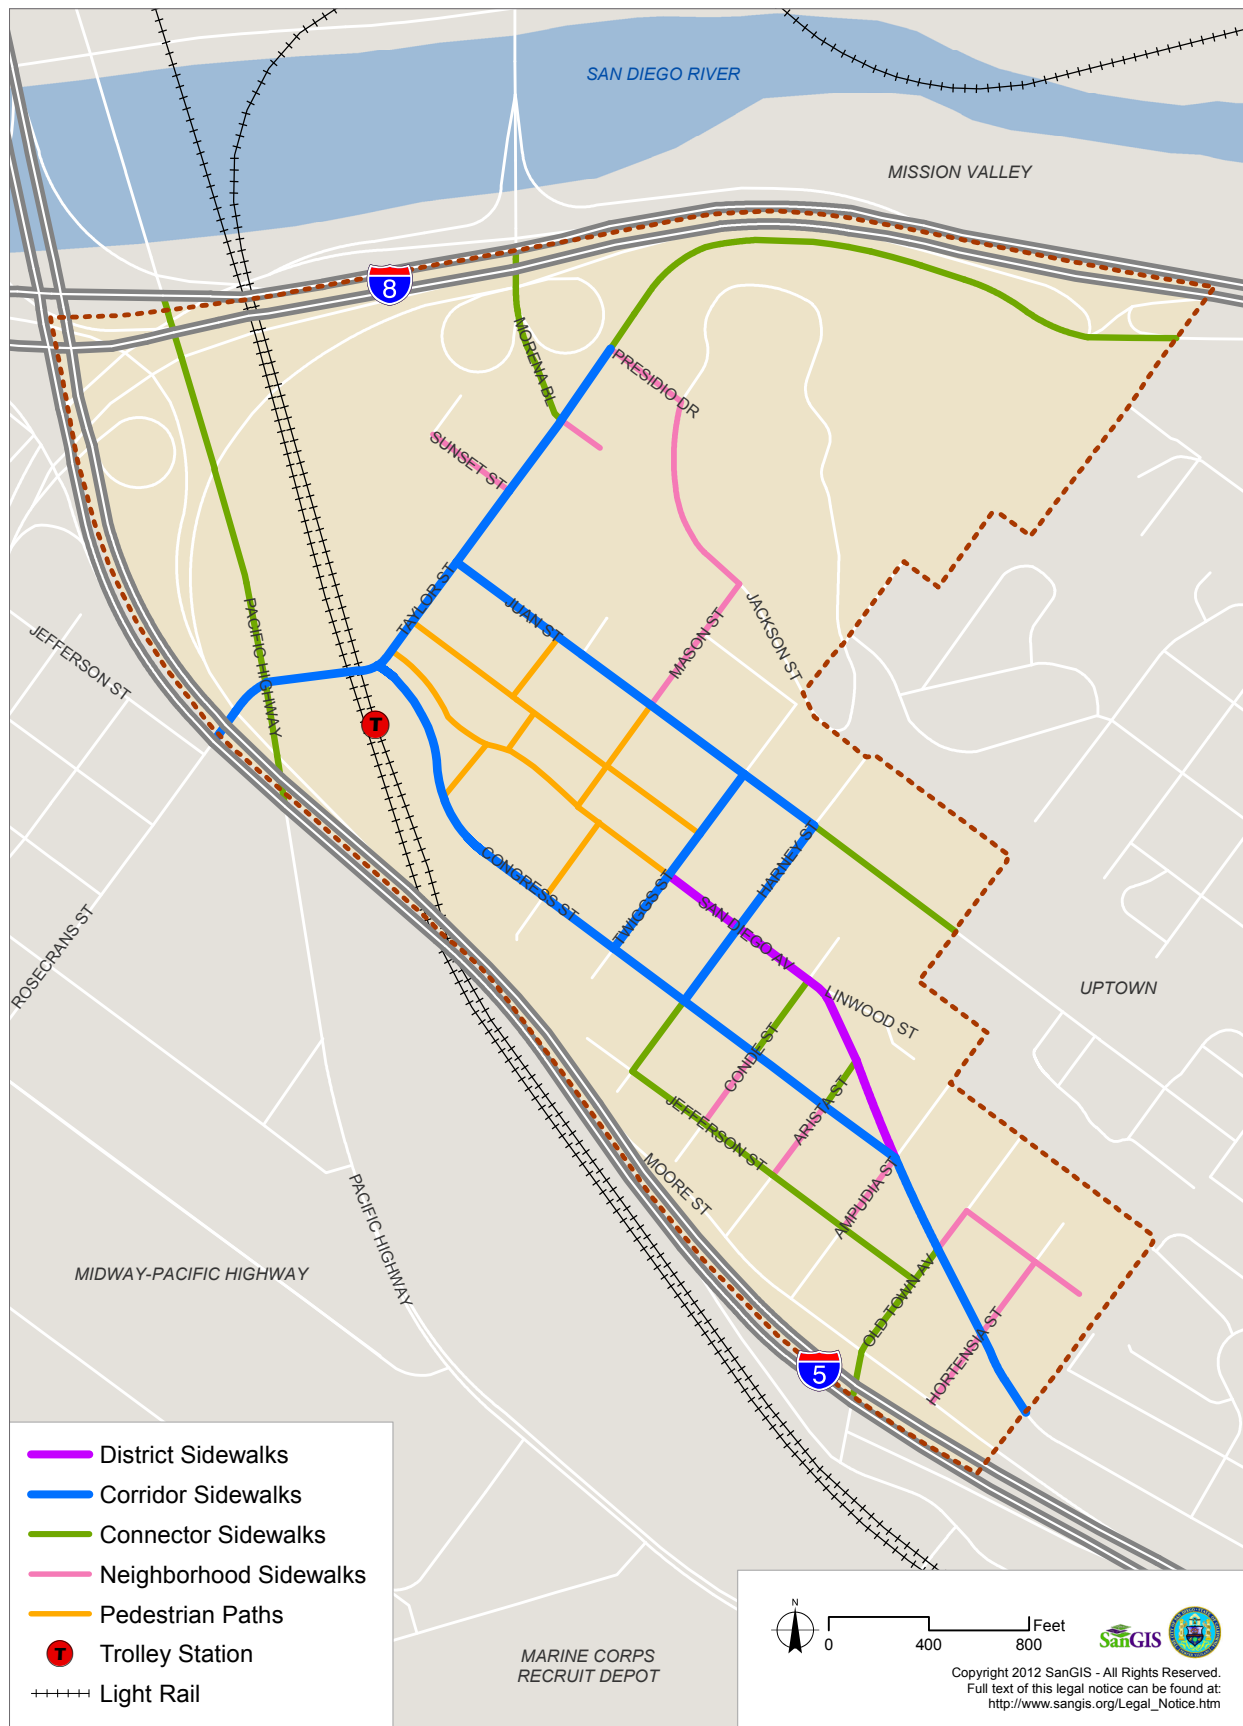 SAN DIEGO RIVER
MISSION VALLEY
8
MORENA BL
PRESIDIO DR
SUNSET ST
TAYLOR ST
JUAN ST
JEFFERSON ST
PACIFIC HIGHWAY
MASON ST
JACKSON ST
T
CONGRESS ST
TWIGGS ST
HARNEY ST
SAN DIEGO AV
ROSECRANS ST
LINWOOD ST
UPTOWN
CONDE ST
ARISTA ST
JEFFERSON ST
MOORE ST
AMPUDIA ST
PACIFIC HIGHWAY
MIDWAY-PACIFIC HIGHWAY
OLD TOWN AV
HORTENSIA ST
5
District Sidewalks
Corridor Sidewalks
Connector Sidewalks
Neighborhood Sidewalks
Pedestrian Paths
T Trolley Station
Light Rail
MARINE CORPS
RECRUIT DEPOT
N
Feet
0 400 800
SanGIS
Copyright 2012 SanGIS - All Rights Reserved.
Full text of this legal notice can be found at:
http://www.sangis.org/Legal_Notice.htm